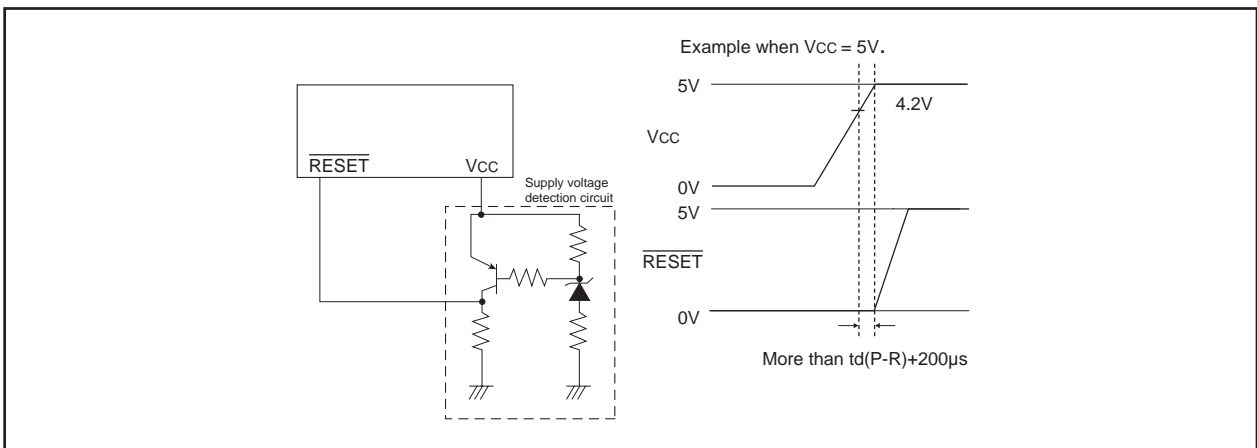 RESET
VCC
Supply voltage
detection circuit
Example when VCC = 5V.
5V
4.2V
VCC
0V
5V
RESET
0V
More than td(P-R)+200µs